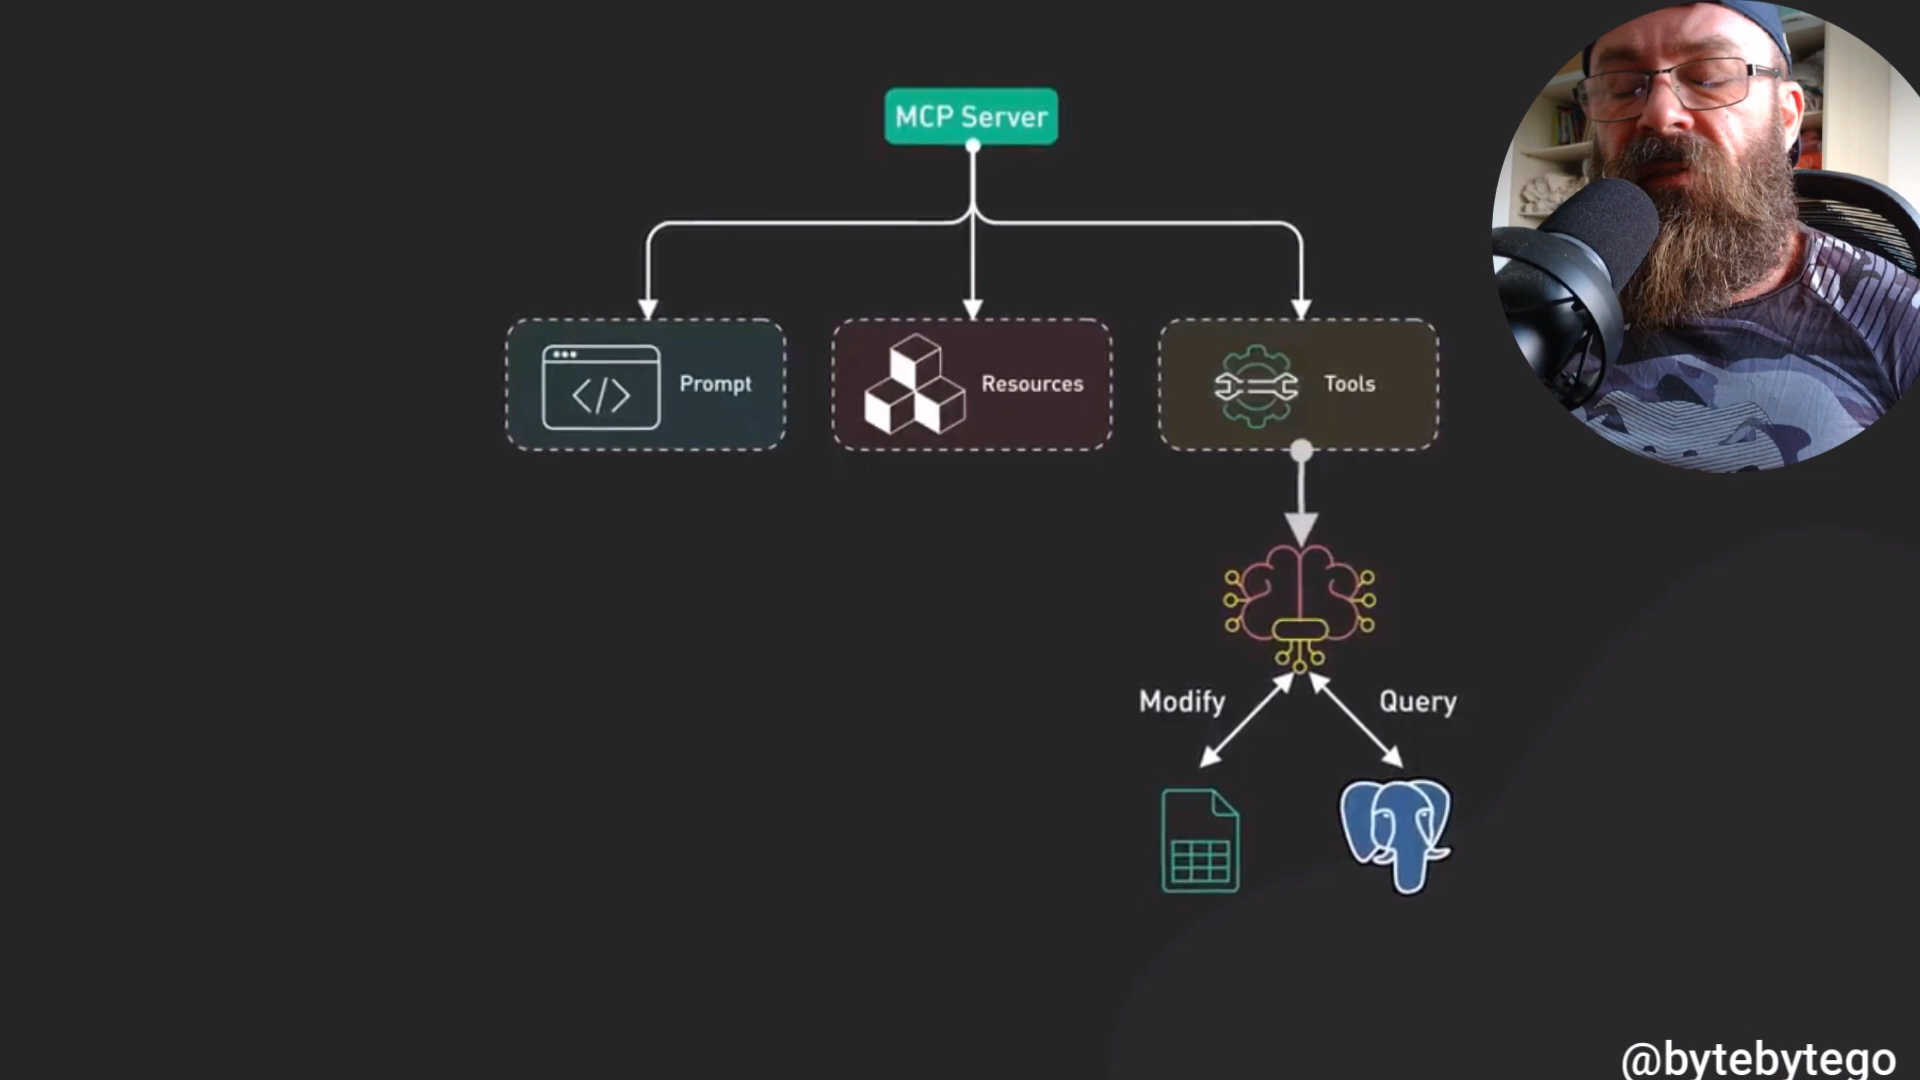 MCP Server
Prompt
Resources
Tools
Modify
Query
@bytebytego